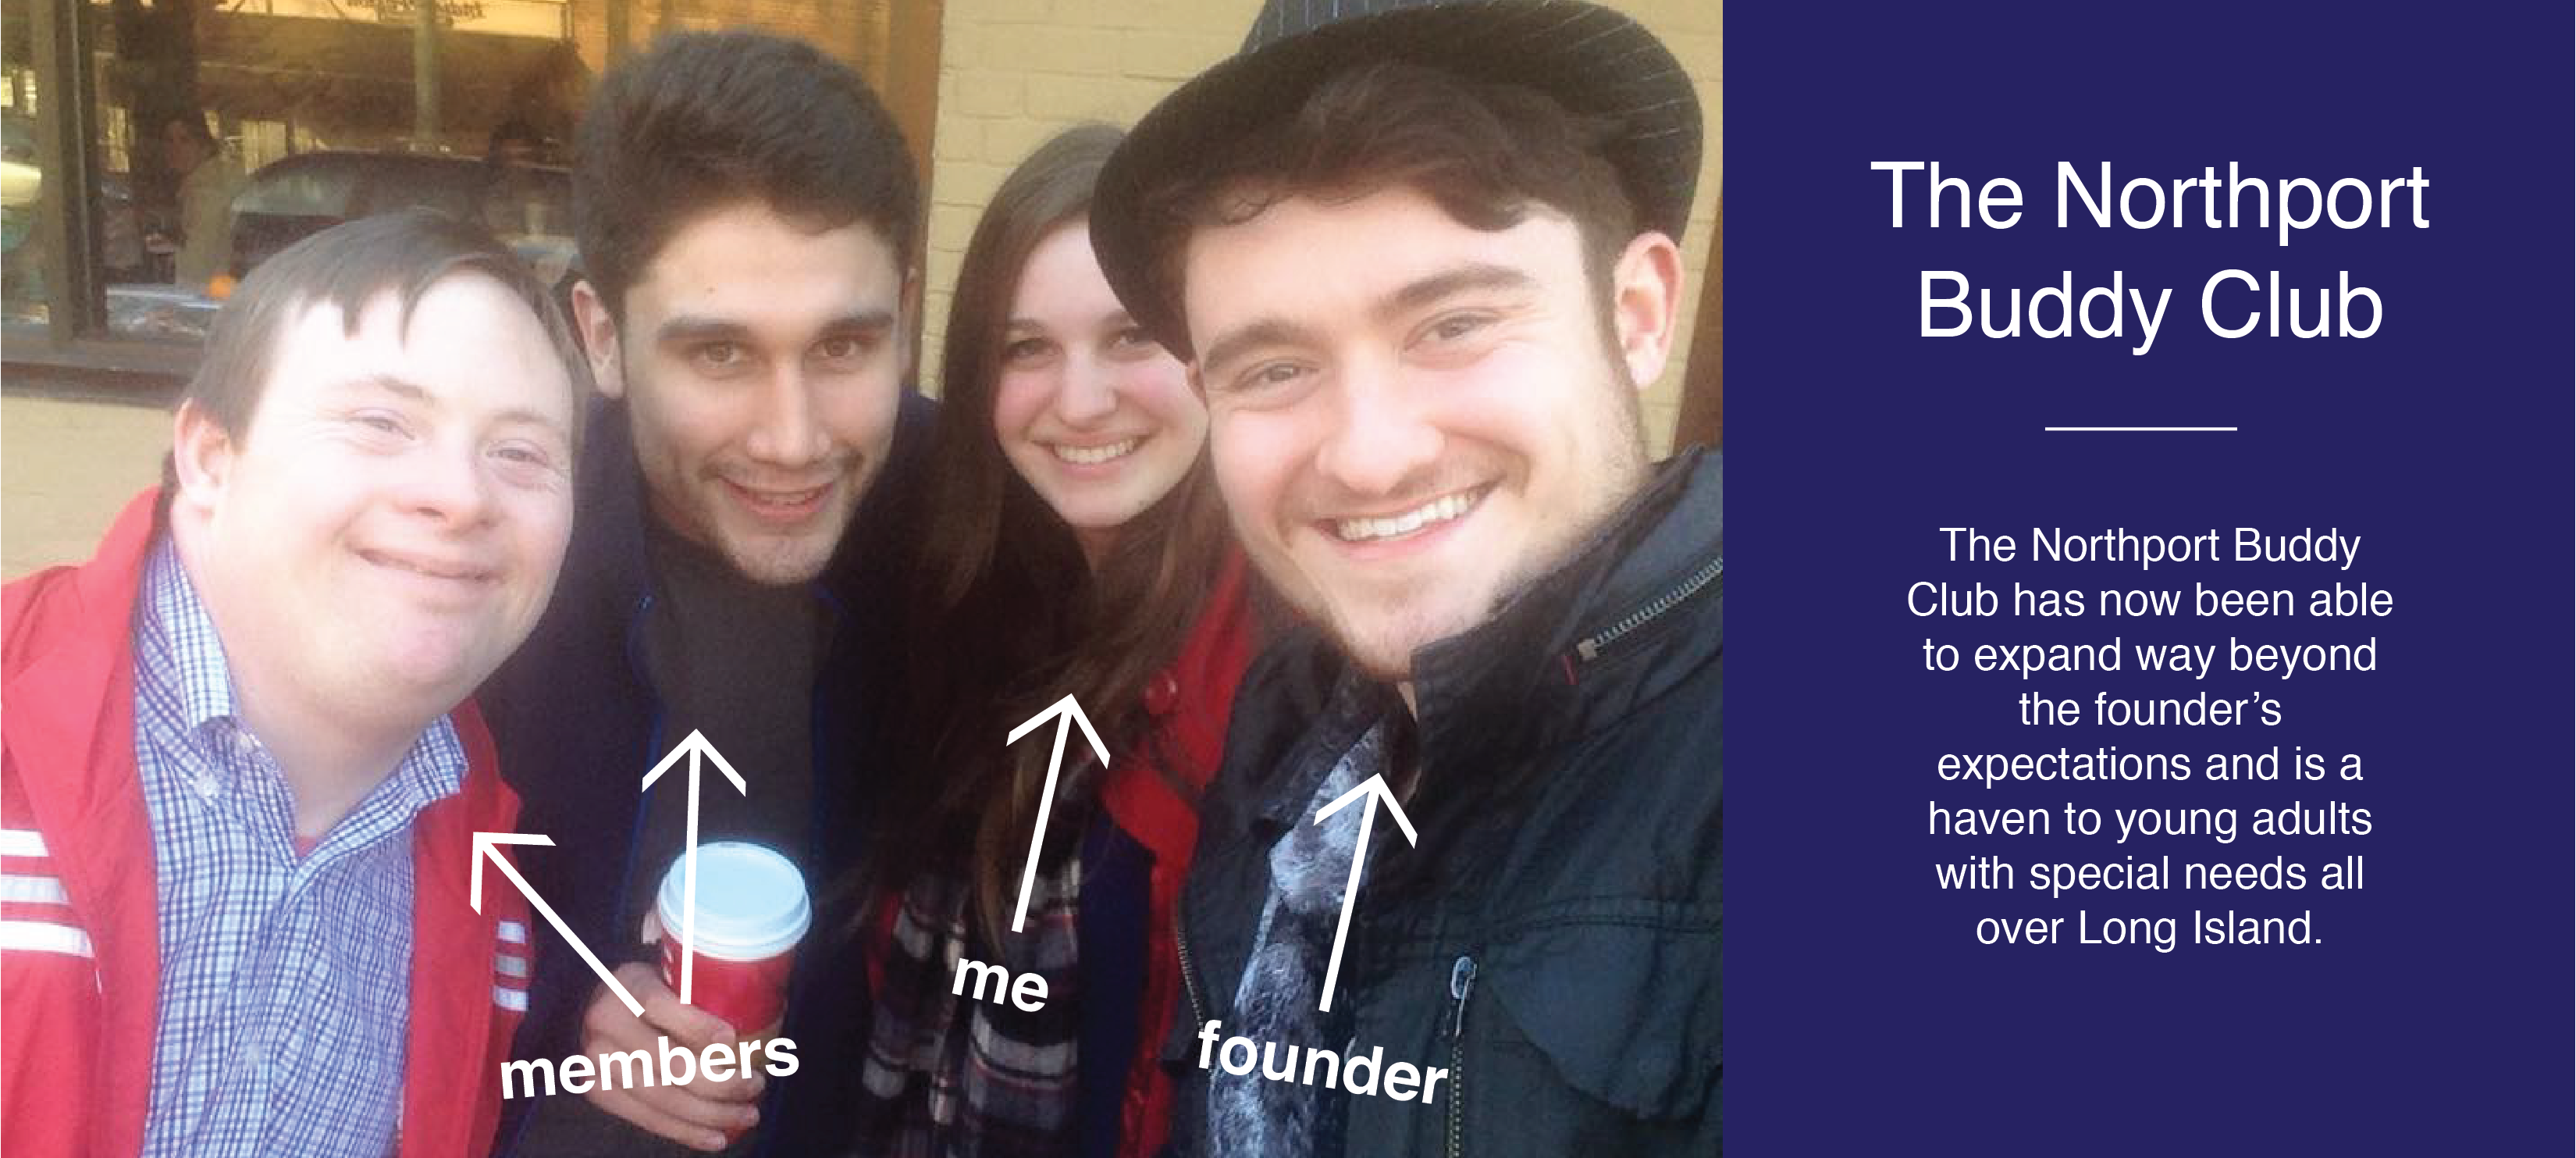 The Northport
Buddy Club
The Northport Buddy
Club has now been able
to expand way beyond
the founder’s
expectations and is a
haven to young adults
with special needs all
over Long Island.
members
me
founder